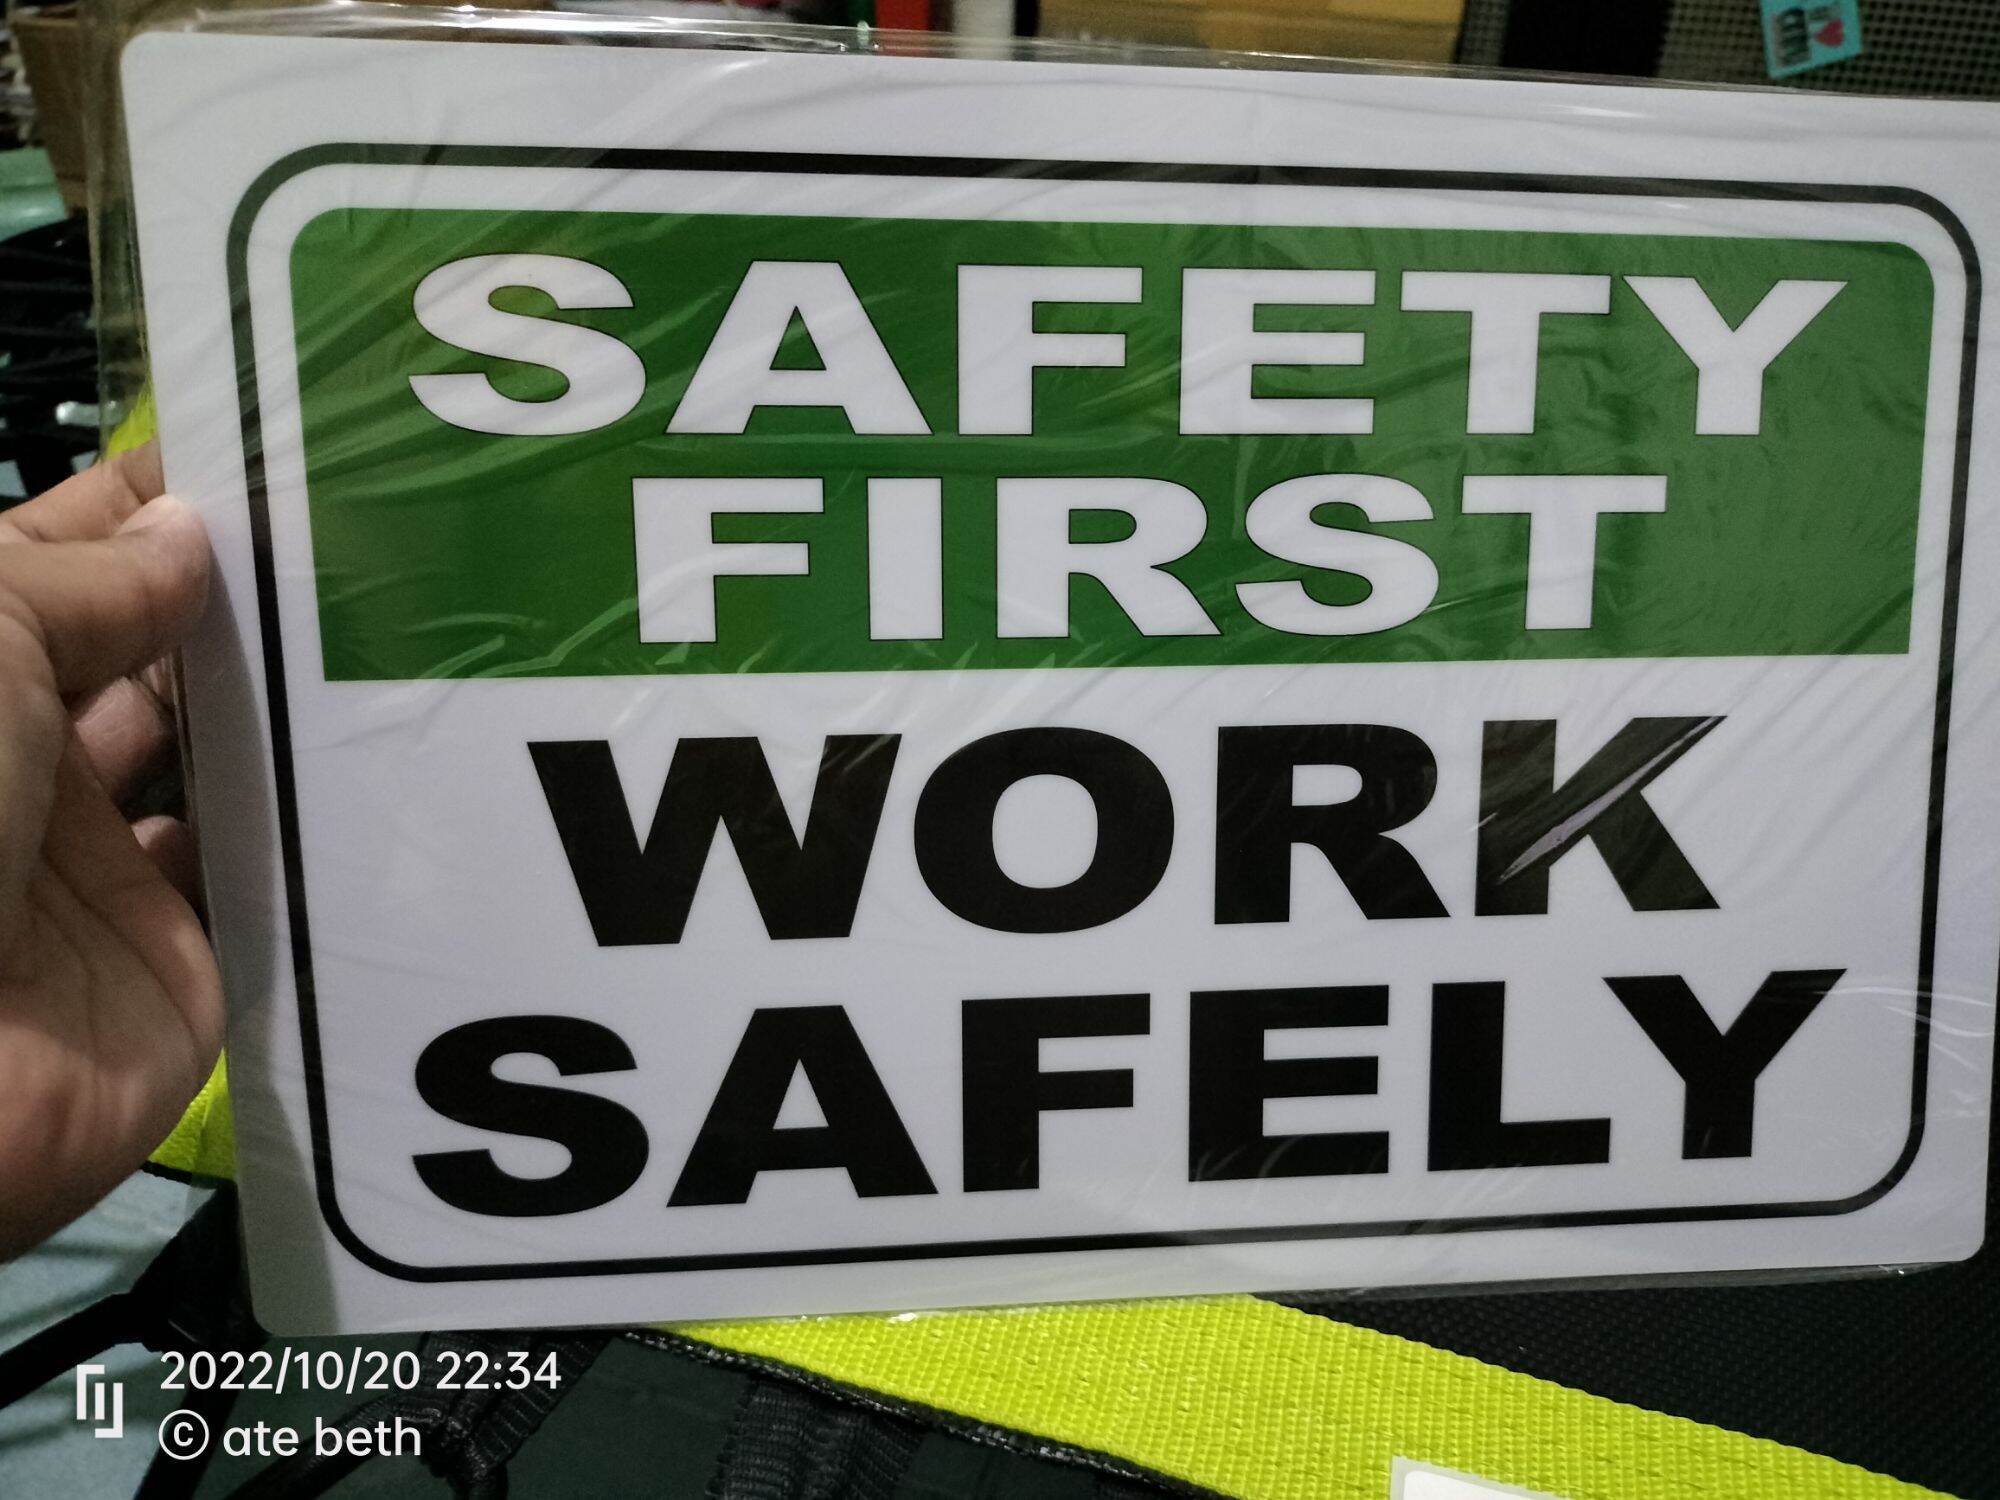 SAFETY
FIRST
WORK
SAFELY
2022/10/20 22:34
© ate beth